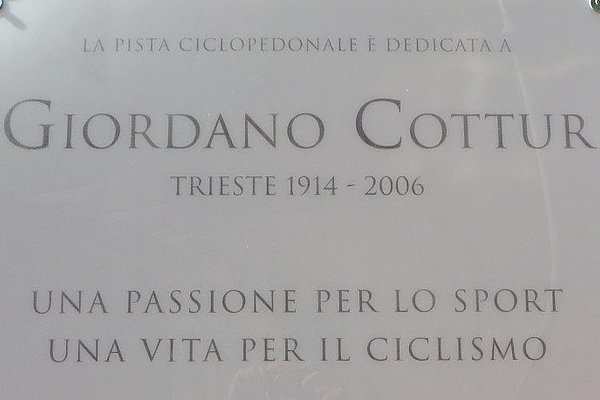 LA PISTA CICLOPEDONALE È DEDICATA A
GIORDANO COTTUR
TRIESTE 1914 - 2006
UNA PASSIONE PER LO SPORT
UNA VITA PER IL CICLISMO